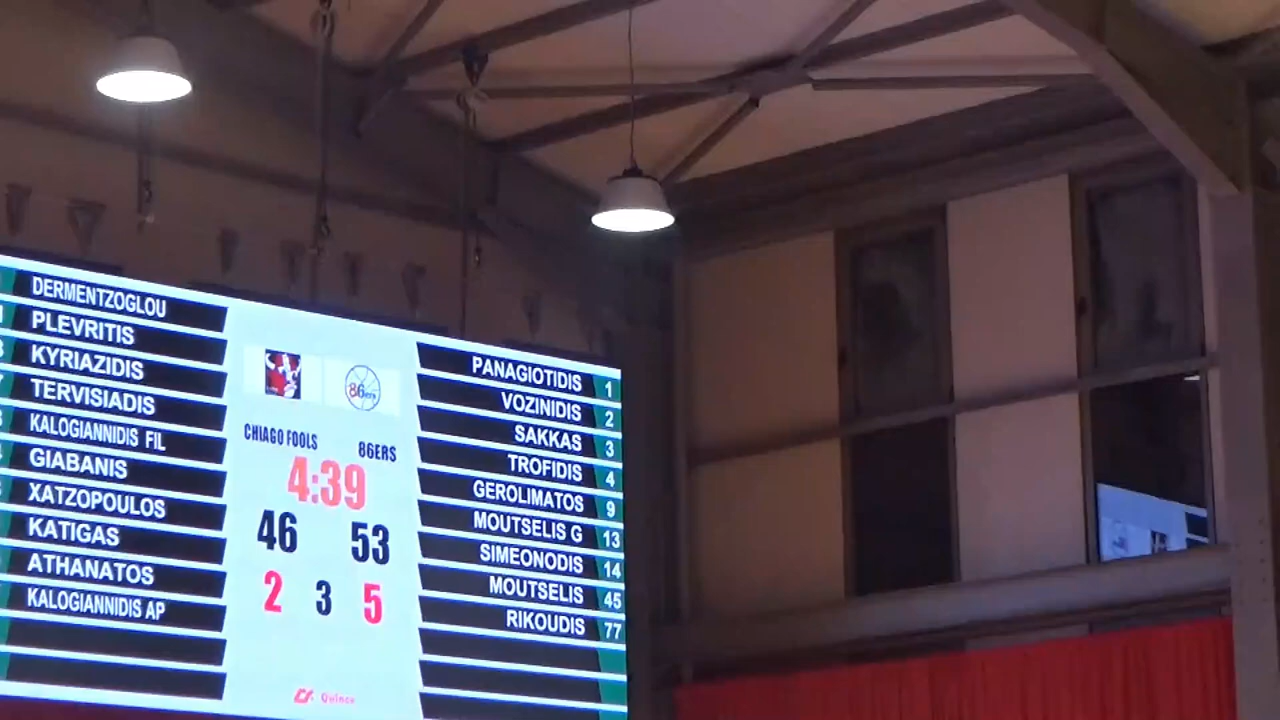 DERMENTZOGLOU
PLEVRITIS
KYRIAZIDIS
TERVISIADIS
KALOGIANNIDIS FIL
GIABANIS
XATZOPOULOS
KATIGAS
ATHANATOS
KALOGIANNIDIS AP
86ers
CHIAGO FOOLS
86ERS
4:39
46 53
2 3 5
Quince
PANAGIOTIDIS 1
VOZINIDIS 2
SAKKAS 3
TROFIDIS 4
GEROLIMATOS 9
MOUTSELIS G 13
SIMEONODIS 14
MOUTSELIS 45
RIKOUDIS 77